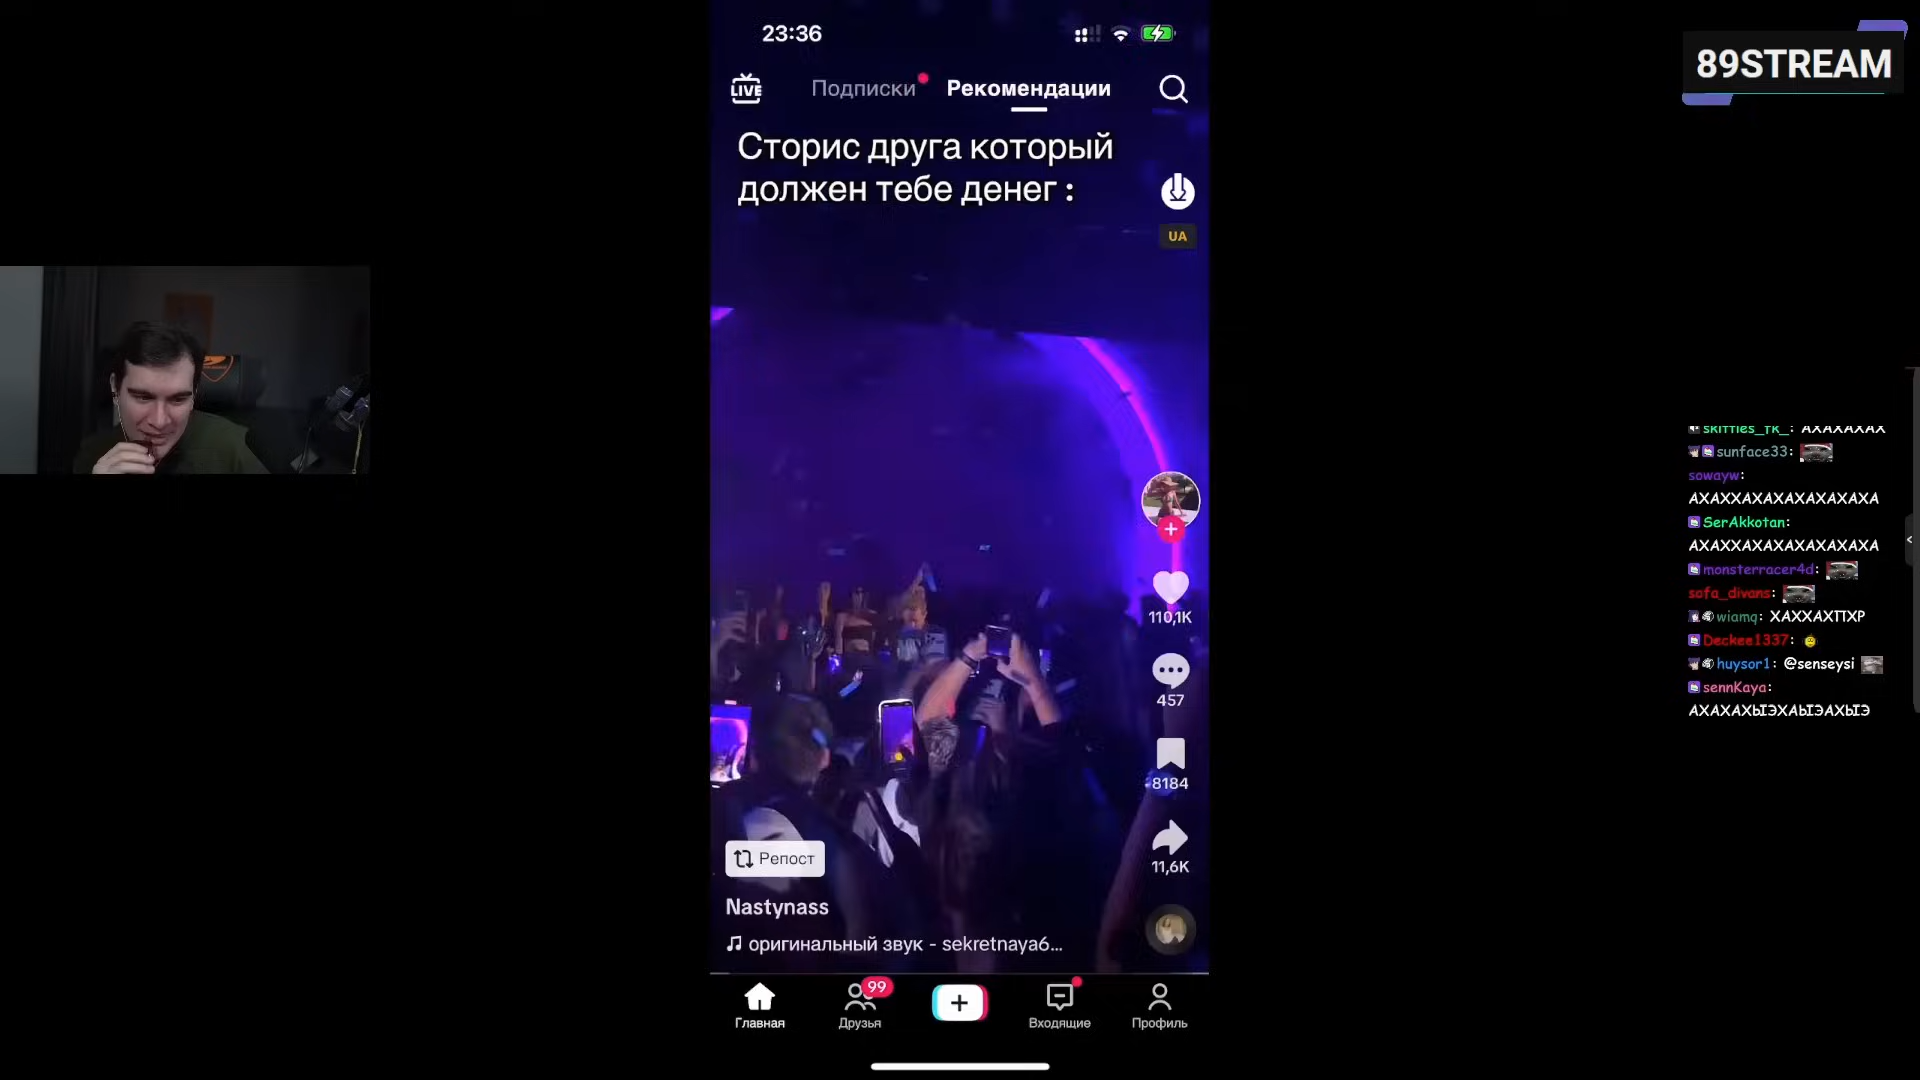 23:36
89STREAM
LIVE
Подписки
Рекомендации
Сторис друга который
должен тебе денег :
UA
110,1K
457
8184
11,6K
Репост
Nastynass
оригинальный звук - sekretnaya6...
99
Главная
Друзья
Входящие
Профиль
skittles_fk_: АХАХАХАХ
sunface33:
sowayw:
АХАХХАХАХАХАХАХАХА
SerAkkotan:
АХАХХАХАХАХАХАХАХА
monsterracer4d:
sofa_divans:
wiamq: ХАХХАХПХР
Deckee1337:
huysor1: @senseysi
sennKaya:
АХАХАХЫЭХАЫЭАХЫЭ